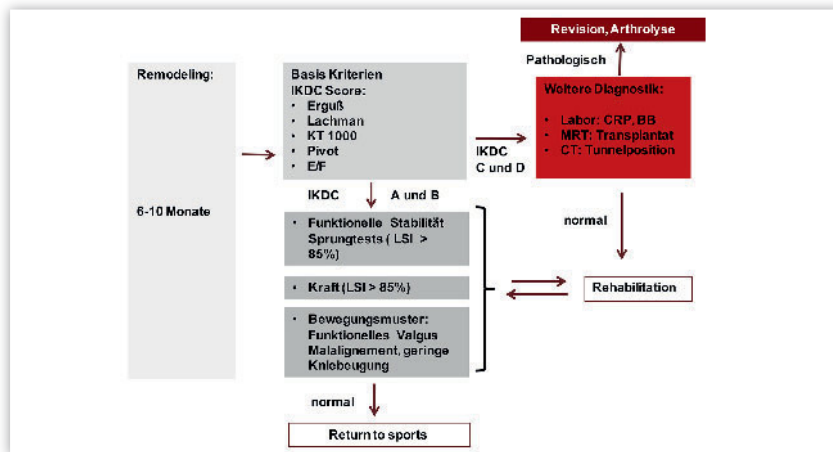 Revision, Arthrolyse
Pathologisch
Remodeling:
6-10 Monate
Basis Kriterien
IKDC Score:
• Erguß
• Lachman
• KT 1000
• Pivot
• E/F
IKDC
C und D
Weitere Diagnostik:
• Labor: CRP, BB
• MRT: Transplantat
• CT: Tunnelposition
IKDC A und B
• Funktionelle Stabilität
Sprungtests ( LSI >
85%)
• Kraft (LSI > 85%)
• Bewegungsmuster:
Funktionelles Valgus
Malalignement, geringe
Kniebeugung
normal
Rehabilitation
normal
Return to sports